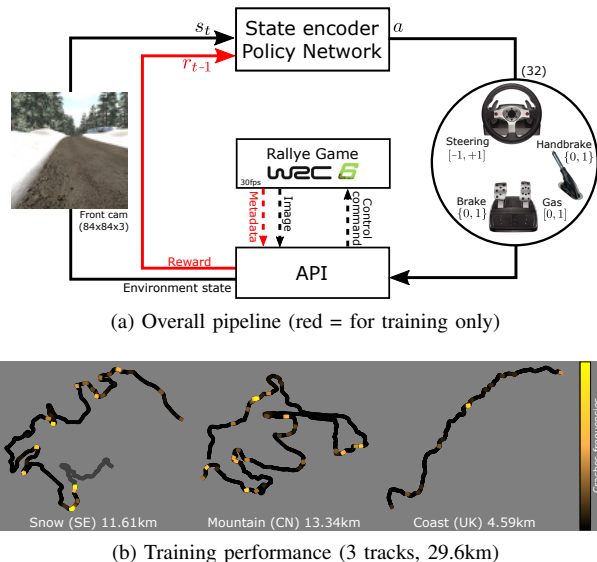 s_t
State encoder
Policy Network
a
r_{t-1}
(32)
Steering
[-1, +1]
Handbrake
{0, 1}
Brake
{0, 1}
Gas
[0, 1]
Rallye Game
WRC 6
30fps
Metadata
Image
Control
command
Front cam
(84x84x3)
Reward
API
Environment state
(a) Overall pipeline (red = for training only)
Crashes frequencies
Snow (SE) 11.61km
Mountain (CN) 13.34km
Coast (UK) 4.59km
(b) Training performance (3 tracks, 29.6km)